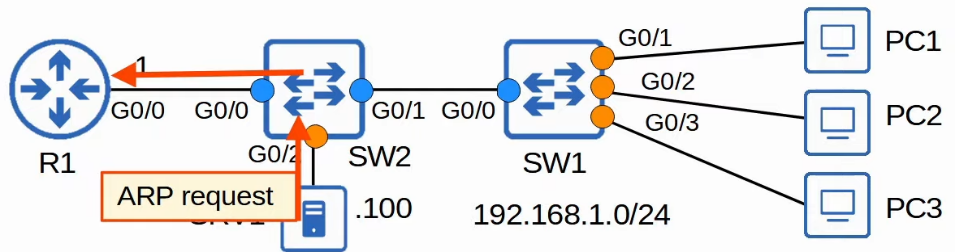 G0/1
PC1
1
G0/2
G0/0
G0/0
G0/1
G0/0
PC2
G0/3
R1
G0/2
SW2
SW1
ARP request
.100
192.168.1.0/24
PC3